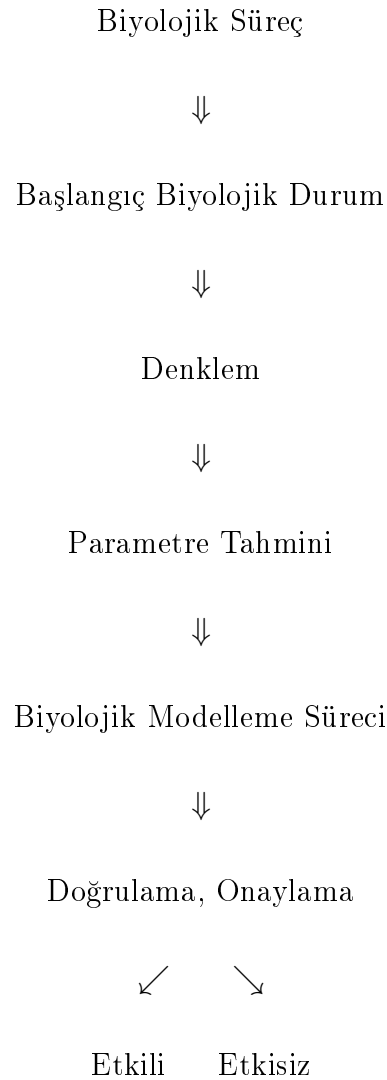 Biyolojik Süreç
⇓
Başlangıç Biyolojik Durum
⇓
Denklem
⇓
Parametre Tahmini
⇓
Biyolojik Modelleme Süreci
⇓
Doğrulama, Onaylama
↙ ↘
Etkili Etkisiz